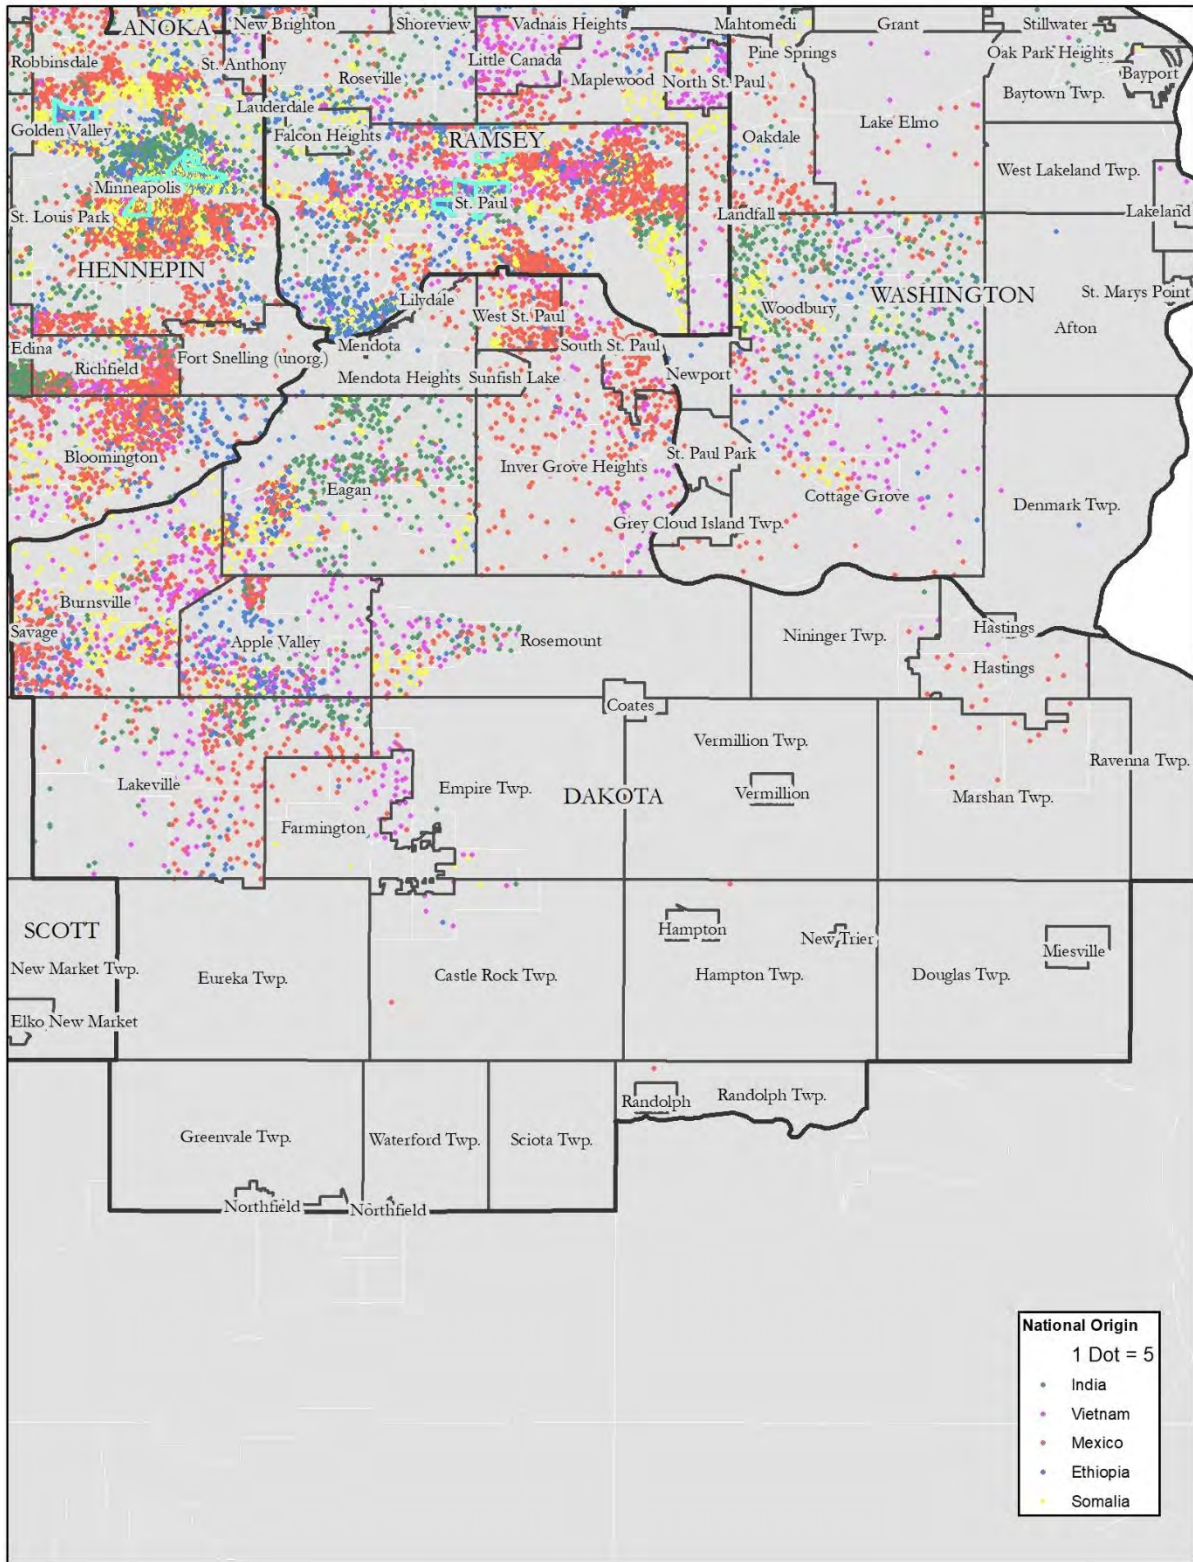 ANOKA
New Brighton
Shoreview
Vadnais Heights
Mahtomedi
Grant
Stillwater
Robbinsdale
St. Anthony
Roseville
Little Canada
Maplewood
Pine Springs
North St. Paul
Oak Park Heights
Bayport
Baytown Twp.
Lauderdale
Golden Valley
Falcon Heights
RAMSEY
Oakdale
Lake Elmo
West Lakeland Twp.
Minneapolis
St. Paul
St. Louis Park
Landfall
Lakeland
HENNEPIN
Lilydale
West St. Paul
Woodbury
WASHINGTON
St. Marys Point
Afton
Edina
Richfield
Fort Snelling (unorg.)
Mendota
South St. Paul
Mendota Heights
Sunfish Lake
Newport
Bloomington
Eagan
Inver Grove Heights
St. Paul Park
Cottage Grove
Denmark Twp.
Grey Cloud Island Twp.
Burnsville
Savage
Apple Valley
Rosemount
Nininger Twp.
Hastings
Hastings
Coates
Vermillion Twp.
Ravenna Twp.
Lakeville
Empire Twp.
DAKOTA
Vermillion
Marshan Twp.
Farmington
SCOTT
Hampton
New Trier
Miesville
New Market Twp.
Eureka Twp.
Castle Rock Twp.
Hampton Twp.
Douglas Twp.
Elko New Market
Randolph
Randolph Twp.
Greenvale Twp.
Waterford Twp.
Sciota Twp.
Northfield
Northfield
National Origin
1 Dot = 5
India
Vietnam
Mexico
Ethiopia
Somalia